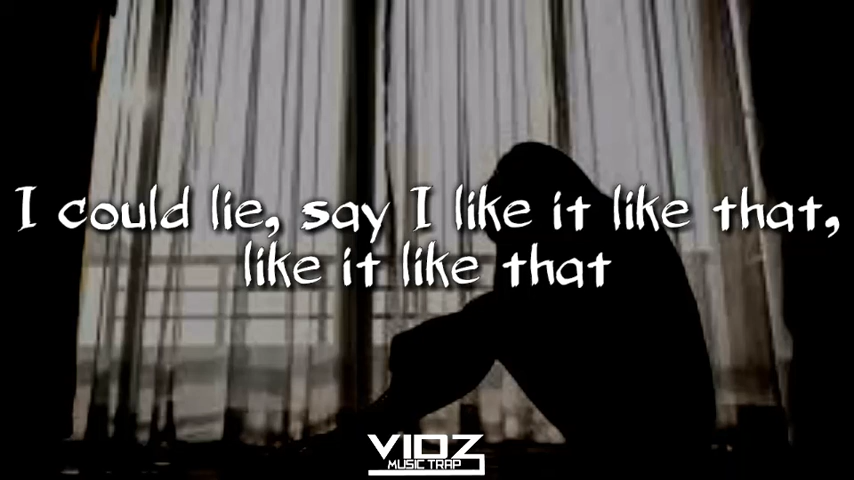 I could lie, say I like it like that,
like it like that
VIDZ
MUSIC TRAP